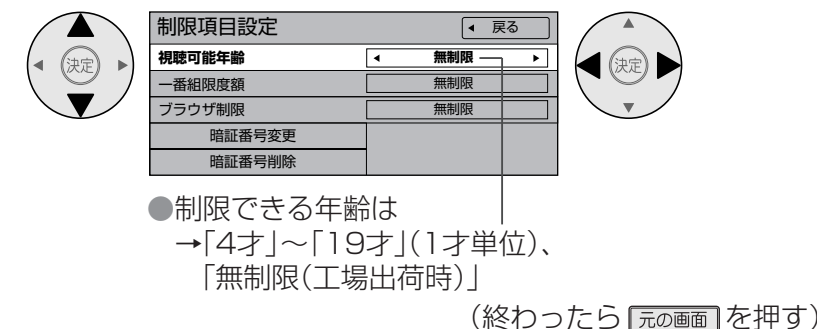 制限項目設定
戻る
視聴可能年齢 無制限
一番組限度額 無制限
ブラウザ制限 無制限
暗証番号変更
暗証番号削除
決定
決定
●制限できる年齢は
→「4才」～「19才」(1才単位)、
「無制限(工場出荷時)」
(終わったら 元の画面 を押す)